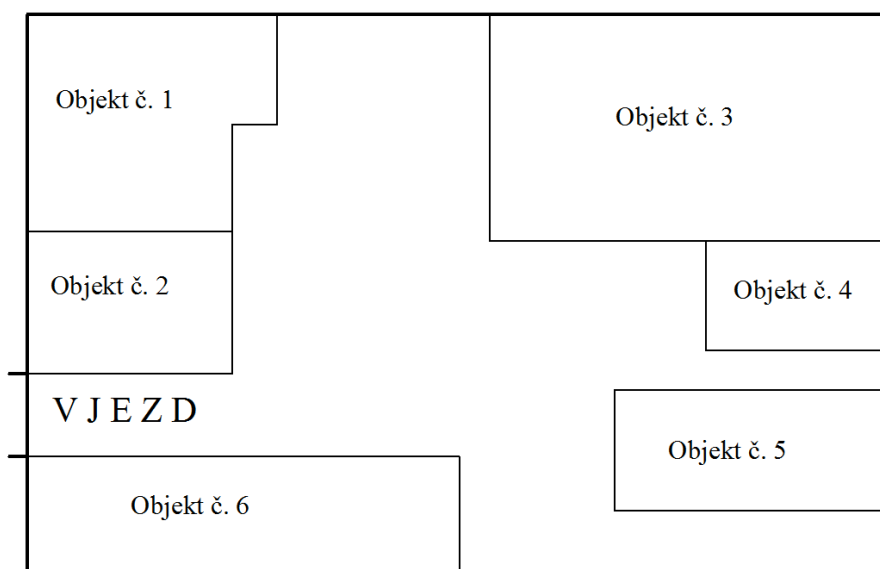 Objekt č. 1
Objekt č. 3
Objekt č. 2
Objekt č. 4
V J E Z D
Objekt č. 5
Objekt č. 6